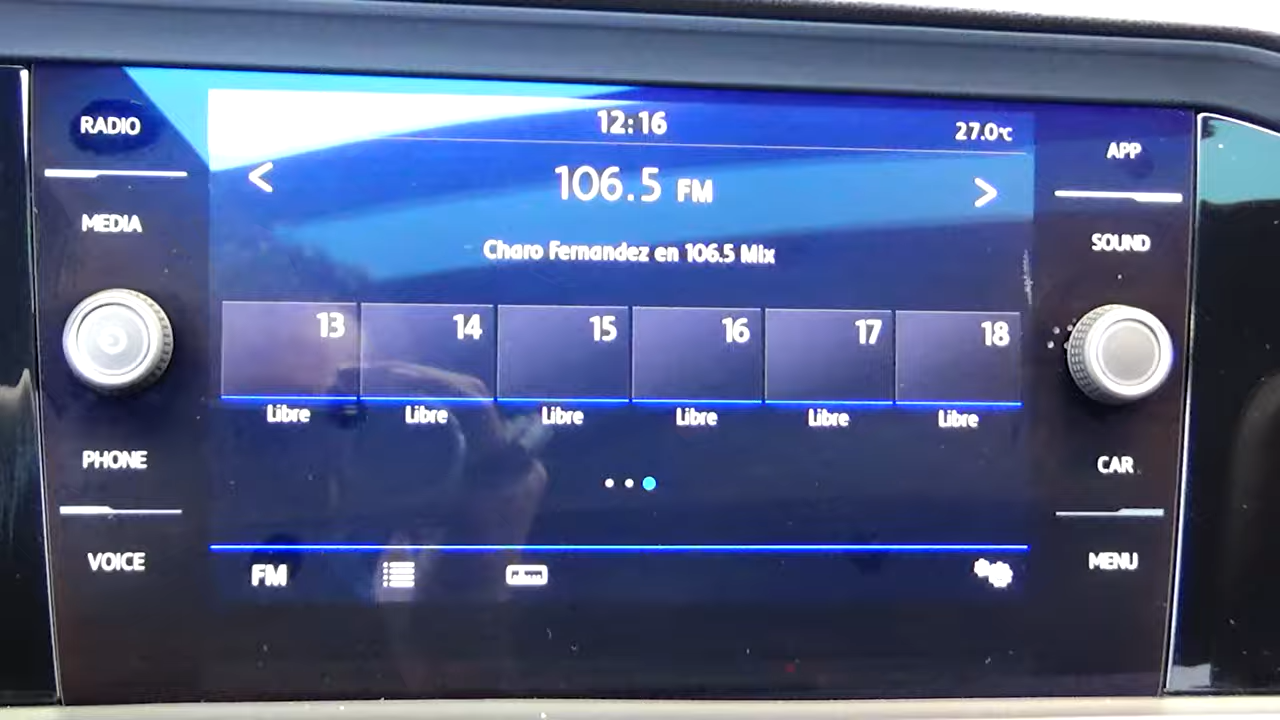 RADIO
MEDIA
PHONE
VOICE
12:16
27.0°C
106.5 FM
Charo Fernandez en 106.5 Mix
13 14 15 16 17 18
Libre Libre Libre Libre Libre Libre
FM
APP
SOUND
CAR
MENU